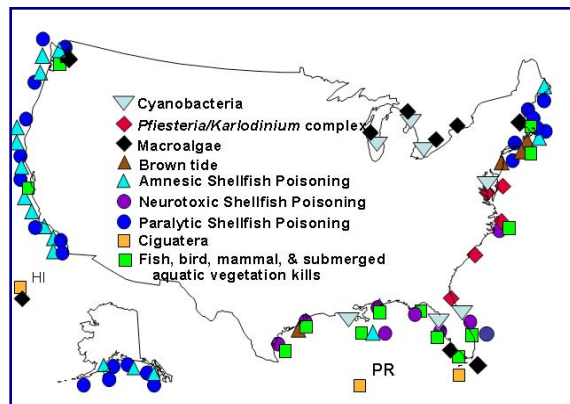 Cyanobacteria
Pfiesteria/Karlodinium complex
Macroalgae
Brown tide
Amnesic Shellfish Poisoning
Neurotoxic Shellfish Poisoning
Paralytic Shellfish Poisoning
Ciguatera
Fish, bird, mammal, & submerged
aquatic vegetation kills
HI
PR